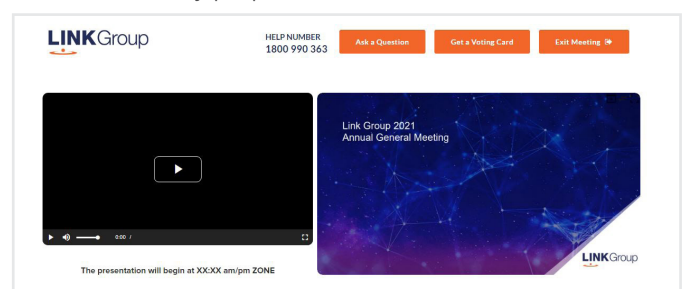 LINKGroup
HELP NUMBER
1800 990 363
Ask a Question
Get a Voting Card
Exit Meeting
Link Group 2021
Annual General Meeting
0:00 /
LINKGroup
The presentation will begin at XX:XX am/pm ZONE